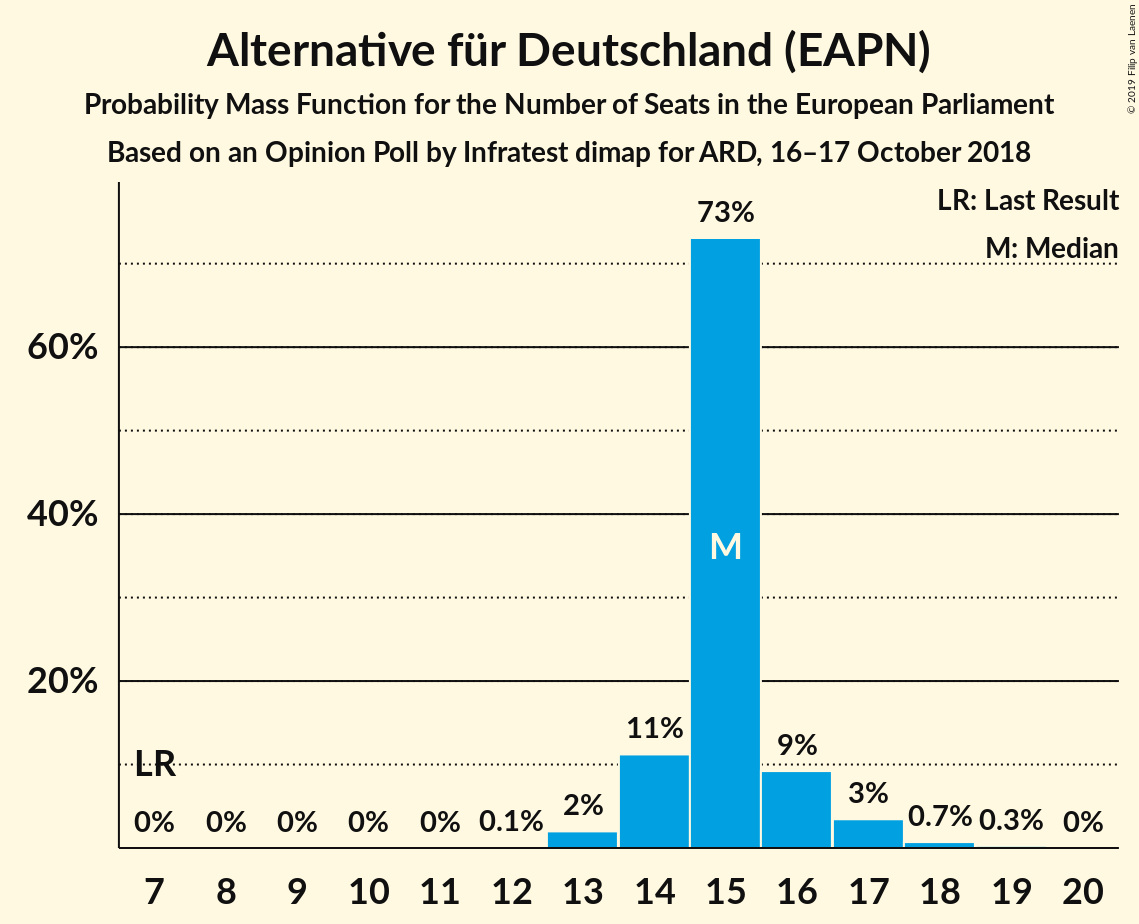 Alternative für Deutschland (EAPN)
Probability Mass Function for the Number of Seats in the European Parliament
Based on an Opinion Poll by Infratest dimap for ARD, 16–17 October 2018
© 2019 Filip van Laenen
LR: Last Result
M: Median
73%
60%
40%
M
20%
11%
9%
LR
3%
2%
0%
0%
0%
0%
0%
0.1%
0.7%
0.3%
0%
7 8 9 10 11 12 13 14 15 16 17 18 19 20